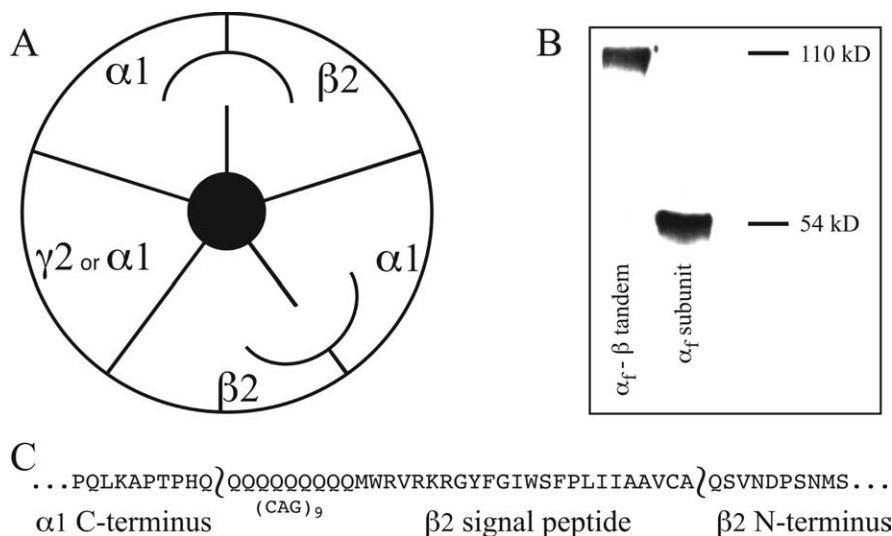 A
α1
β2
γ2 or α1
α1
β2
B
110 kD
54 kD
αf - β tandem
αf subunit
C
...PQLKAPTPHQ≀QQQQQQQQQMWRVRKRGYFGIWSFPLIIAAVCA≀QSVNDPSNMS...
(CAG)9
α1 C-terminus β2 signal peptide β2 N-terminus